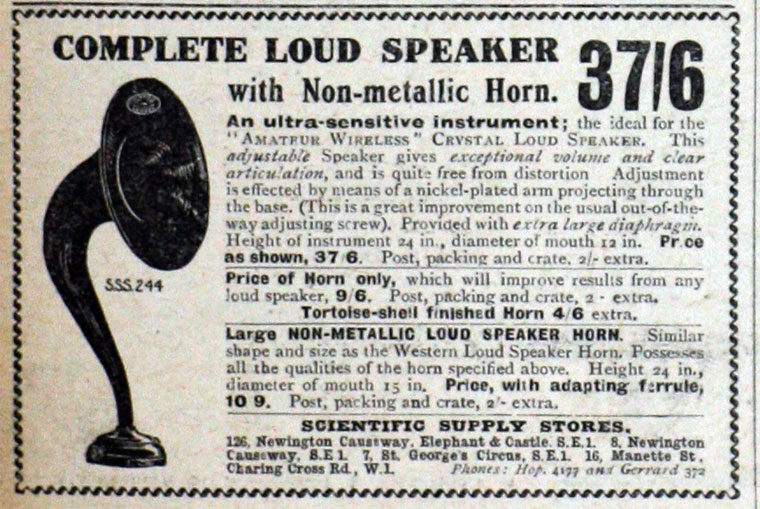 COMPLETE LOUD SPEAKER 37/6
with Non-metallic Horn.
An ultra-sensitive instrument; the ideal for the
"AMATEUR WIRELESS" CRYSTAL LOUD SPEAKER. This
adjustable Speaker gives exceptional volume and clear
articulation, and is quite free from distortion Adjustment
is effected by means of a nickel-plated arm projecting through
the base. (This is a great improvement on the usual out-of-the-
way adjusting screw). Provided with extra large diaphragm.
Height of instrument 24 in., diameter of mouth 12 in. Price
as shown, 37 6. Post, packing and crate, 2/- extra.
S.S.S. 244
Price of Horn only, which will improve results from any
loud speaker, 9/6. Post, packing and crate, 2 - extra.
Tortoise-shell finished Horn 4/6 extra.
Large NON-METALLIC LOUD SPEAKER HORN. Similar
shape and size as the Western Loud Speaker Horn. Possesses
all the qualities of the horn specified above. Height 24 in.,
diameter of mouth 15 in. Price, with adapting ferrule,
10 9. Post, packing and crate, 2/- extra.
SCIENTIFIC SUPPLY STORES.
126, Newington Causeway, Elephant & Castle. S.E.1. 8, Newington
Causeway, S.E 1. 7, St. George's Circus, S.E.1. 16, Manette St,
Charing Cross Rd., W.1. Phones: Hop. 4177 and Gerrard 372